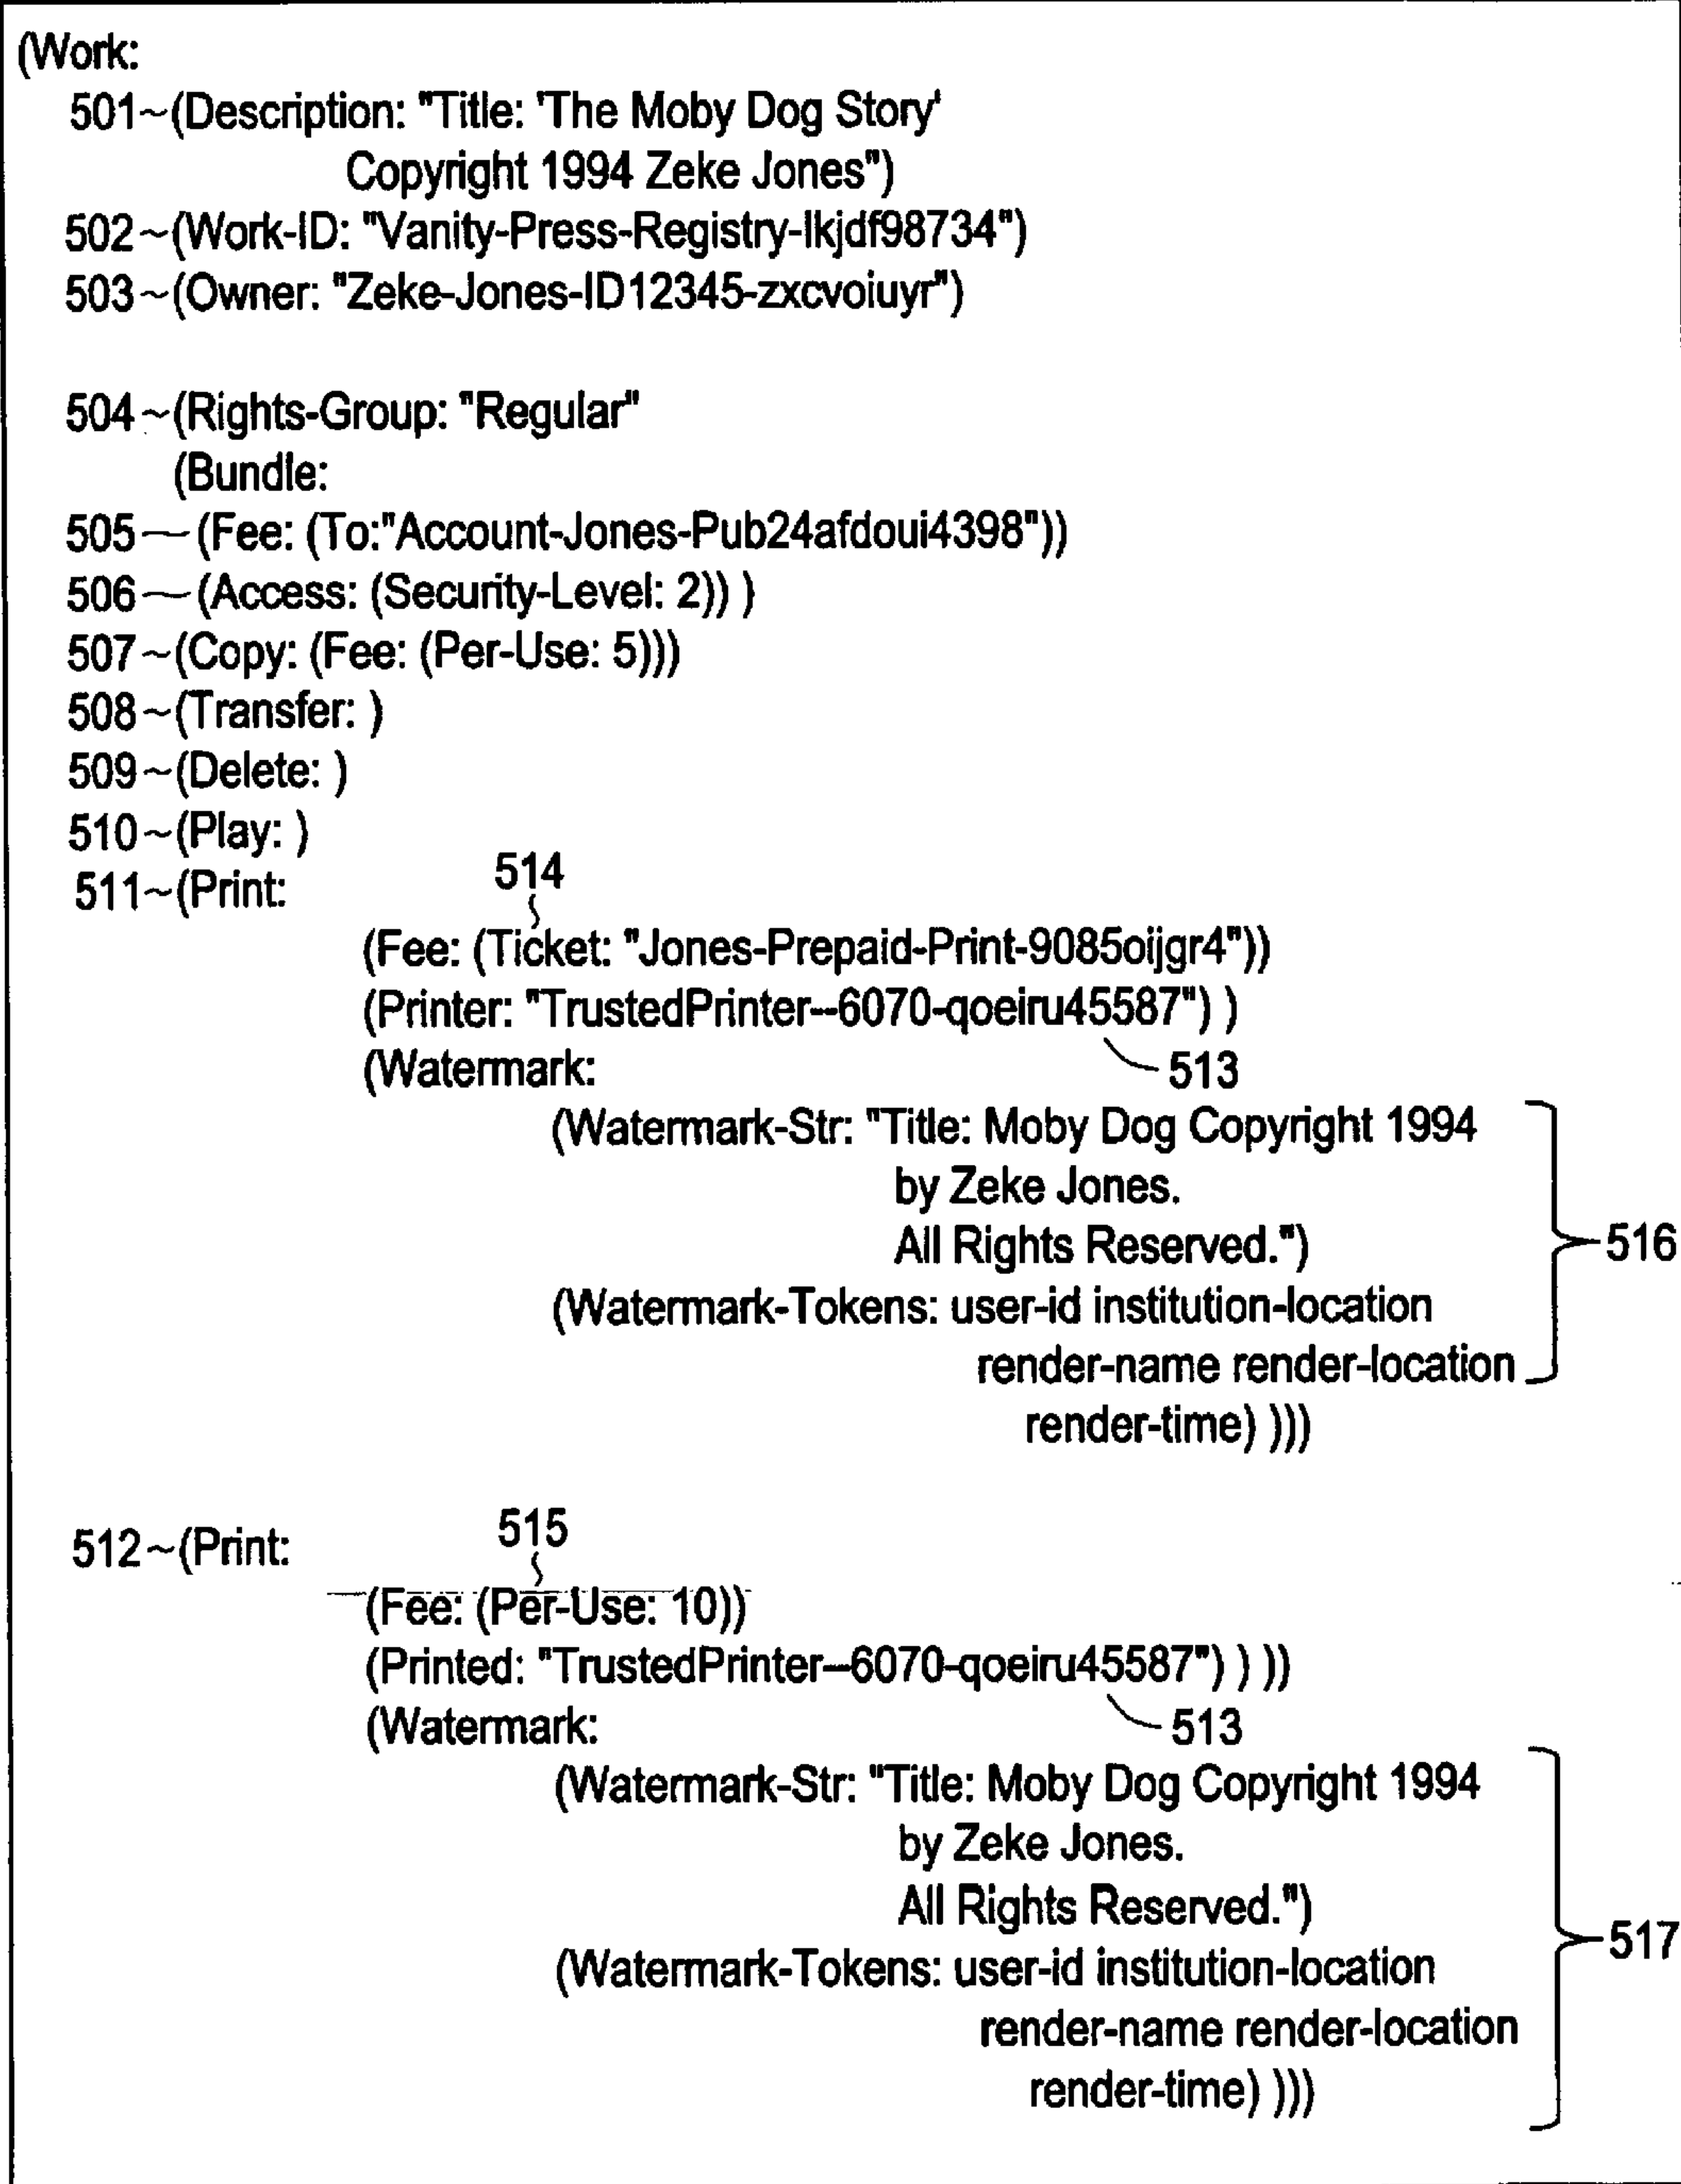 (Work:
501~(Description: "Title: 'The Moby Dog Story'
Copyright 1994 Zeke Jones")
502~(Work-ID: "Vanity-Press-Registry-lkjdf98734")
503~(Owner: "Zeke-Jones-ID12345-zxcvoiuyr")
504~(Rights-Group: "Regular"
(Bundle:
505—(Fee: (To:"Account-Jones-Pub24afdoui4398"))
506—(Access: (Security-Level: 2)) )
507~(Copy: (Fee: (Per-Use: 5)))
508~(Transfer: )
509~(Delete: )
510~(Play: )
511~(Print:
514
(Fee: (Ticket: "Jones-Prepaid-Print-9085oijgr4"))
(Printer: "TrustedPrinter--6070-qoeiru45587") )
(Watermark:
513
(Watermark-Str: "Title: Moby Dog Copyright 1994
by Zeke Jones.
All Rights Reserved.")
516
(Watermark-Tokens: user-id institution-location
render-name render-location
render-time) )))
512~(Print:
515
(Fee: (Per-Use: 10))
(Printed: "TrustedPrinter--6070-qoeiru45587") ) ))
(Watermark:
513
(Watermark-Str: "Title: Moby Dog Copyright 1994
by Zeke Jones.
All Rights Reserved.")
517
(Watermark-Tokens: user-id institution-location
render-name render-location
render-time) )))